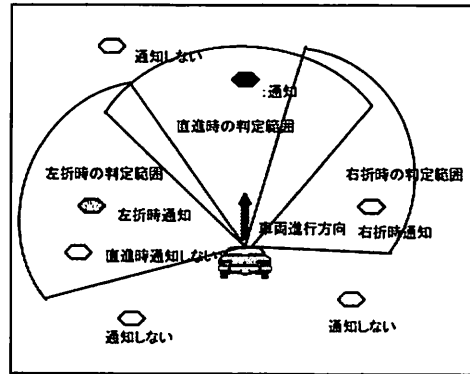 通知しない
:通知
直進時の判定範囲
左折時の判定範囲
右折時の判定範囲
左折時通知
車両進行方向
右折時通知
直進時通知しない
通知しない
通知しない